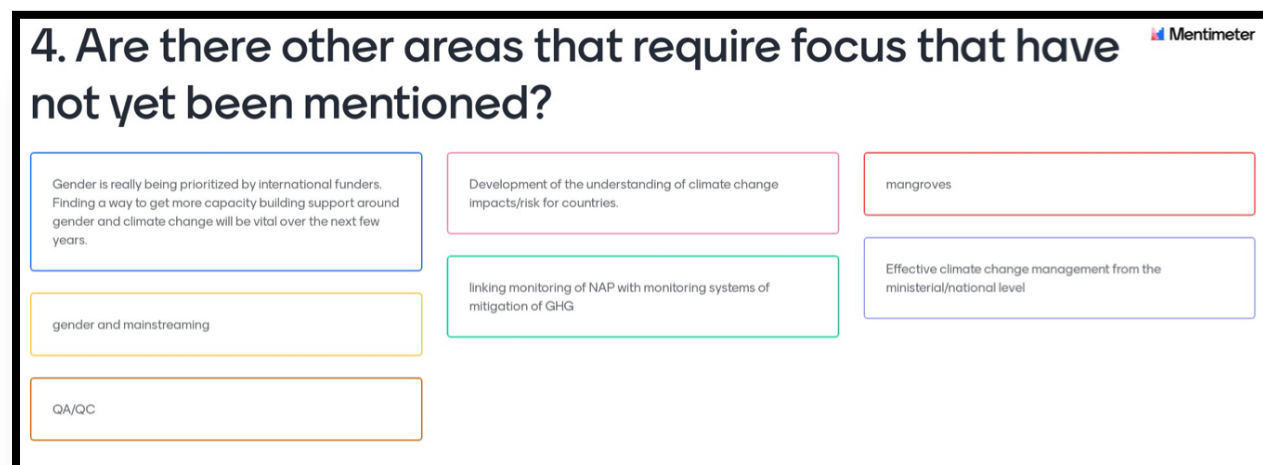 4. Are there other areas that require focus that have
not yet been mentioned?
Mentimeter
Gender is really being prioritized by international funders.
Finding a way to get more capacity building support around
gender and climate change will be vital over the next few
years.
gender and mainstreaming
QA/QC
Development of the understanding of climate change
impacts/risk for countries.
linking monitoring of NAP with monitoring systems of
mitigation of GHG
mangroves
Effective climate change management from the
ministerial/national level